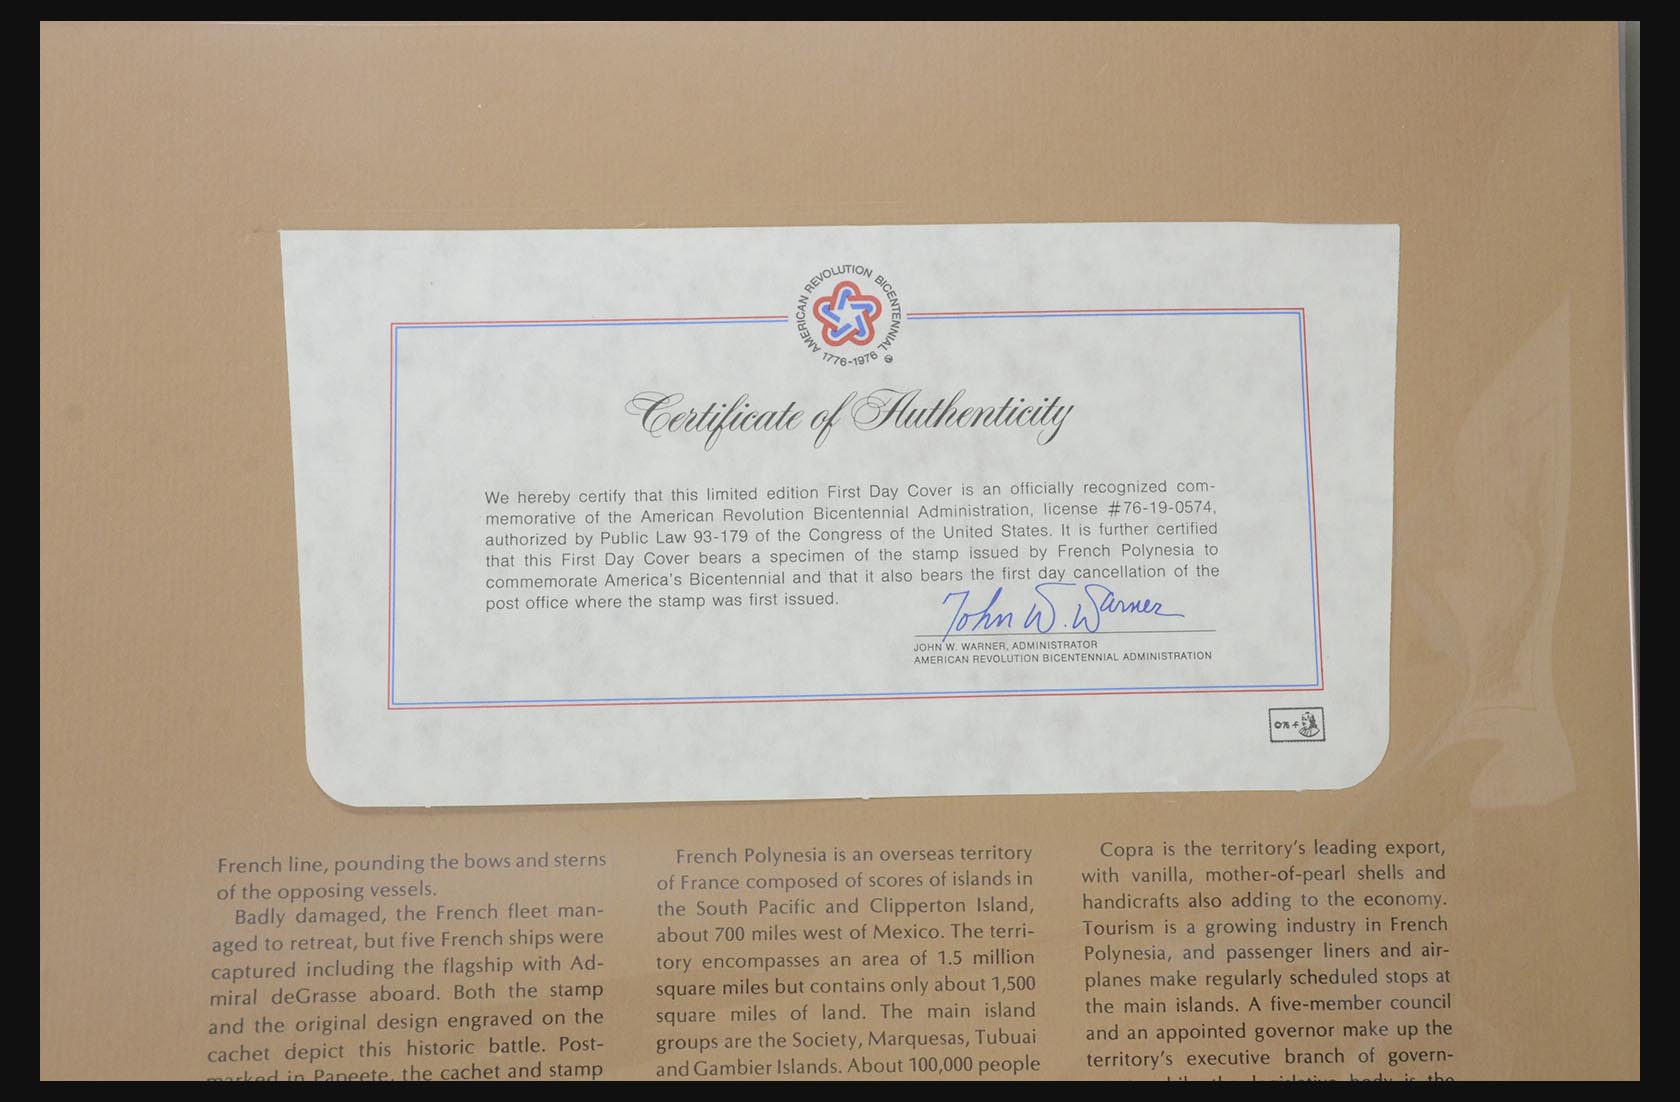 AMERICAN REVOLUTION BICENTENNIAL
1776-1976
Certificate of Authenticity
We hereby certify that this limited edition First Day Cover is an officially recognized com-
memorative of the American Revolution Bicentennial Administration, license #76-19-0574,
authorized by Public Law 93-179 of the Congress of the United States. It is further certified
that this First Day Cover bears a specimen of the stamp issued by French Polynesia to
commemorate America's Bicentennial and that it also bears the first day cancellation of the
post office where the stamp was first issued.
John W. Warner
JOHN W. WARNER, ADMINISTRATOR
AMERICAN REVOLUTION BICENTENNIAL ADMINISTRATION
French line, pounding the bows and sterns
of the opposing vessels.
Badly damaged, the French fleet man-
aged to retreat, but five French ships were
captured including the flagship with Ad-
miral deGrasse aboard. Both the stamp
and the original design engraved on the
cachet depict this historic battle. Post-
marked in Papeete, the cachet and stamp
French Polynesia is an overseas territory
of France composed of scores of islands in
the South Pacific and Clipperton Island,
about 700 miles west of Mexico. The terri-
tory encompasses an area of 1.5 million
square miles but contains only about 1,500
square miles of land. The main island
groups are the Society, Marquesas, Tubuai
and Gambier Islands. About 100,000 people
Copra is the territory's leading export,
with vanilla, mother-of-pearl shells and
handicrafts also adding to the economy.
Tourism is a growing industry in French
Polynesia, and passenger liners and air-
planes make regularly scheduled stops at
the main islands. A five-member council
and an appointed governor make up the
territory's executive branch of govern-
the legislative body is the